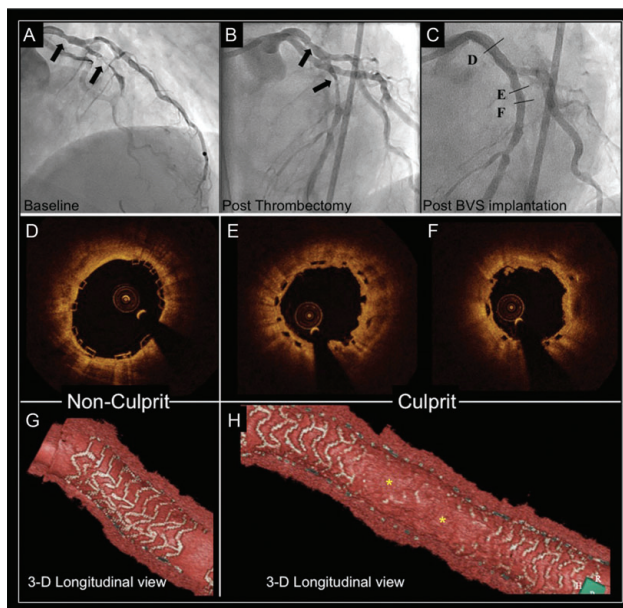 A
Baseline
B
Post Thrombectomy
C
D
E
F
Post BVS implantation
D
E
F
Non-Culprit
Culprit
G
3-D Longitudinal view
H
3-D Longitudinal view
R
H